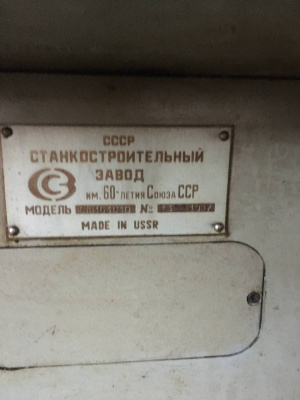 СССР
СТАНКОСТРОИТЕЛЬНЫЙ
ЗАВОД
им. 60-летия Союза ССР
МОДЕЛЬ №
MADE IN USSR